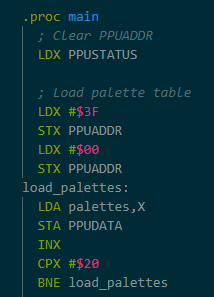 .proc main
; Clear PPUADDR
LDX PPUSTATUS
; Load palette table
LDX #$3F
STX PPUADDR
LDX #$00
STX PPUADDR
load_palettes:
LDA palettes,X
STA PPUDATA
INX
CPX #$20
BNE load_palettes